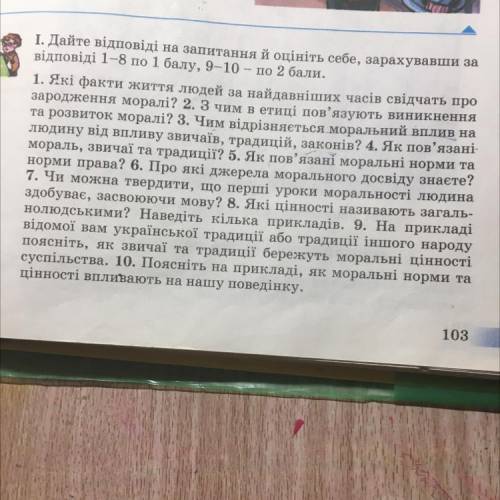 I. Дайте відповіді на запитання й оцініть себе, зарахувавши за
відповіді 1–8 по 1 балу, 9–10 – по 2 бали.
1. Які факти життя людей за найдавніших часів свідчать про
зародження моралі? 2. З чим в етиці пов’язують виникнення
та розвиток моралі? 3. Чим відрізняється моральний вплив на
людину від впливу звичаїв, традицій, законів? 4. Як пов’язані
мораль, звичаї та традиції? 5. Як пов’язані моральні норми та
норми права? 6. Про які джерела морального досвіду знаєте?
7. Чи можна твердити, що перші уроки моральності людина
здобуває, засвоюючи мову? 8. Які цінності називають загаль-
нолюдськими? Наведіть кілька прикладів. 9. На прикладі
відомої вам української традиції або традиції іншого народу
поясніть, як звичаї та традиції бережуть моральні цінності
суспільства. 10. Поясніть на прикладі, як моральні норми та
цінності впливають на нашу поведінку.
103